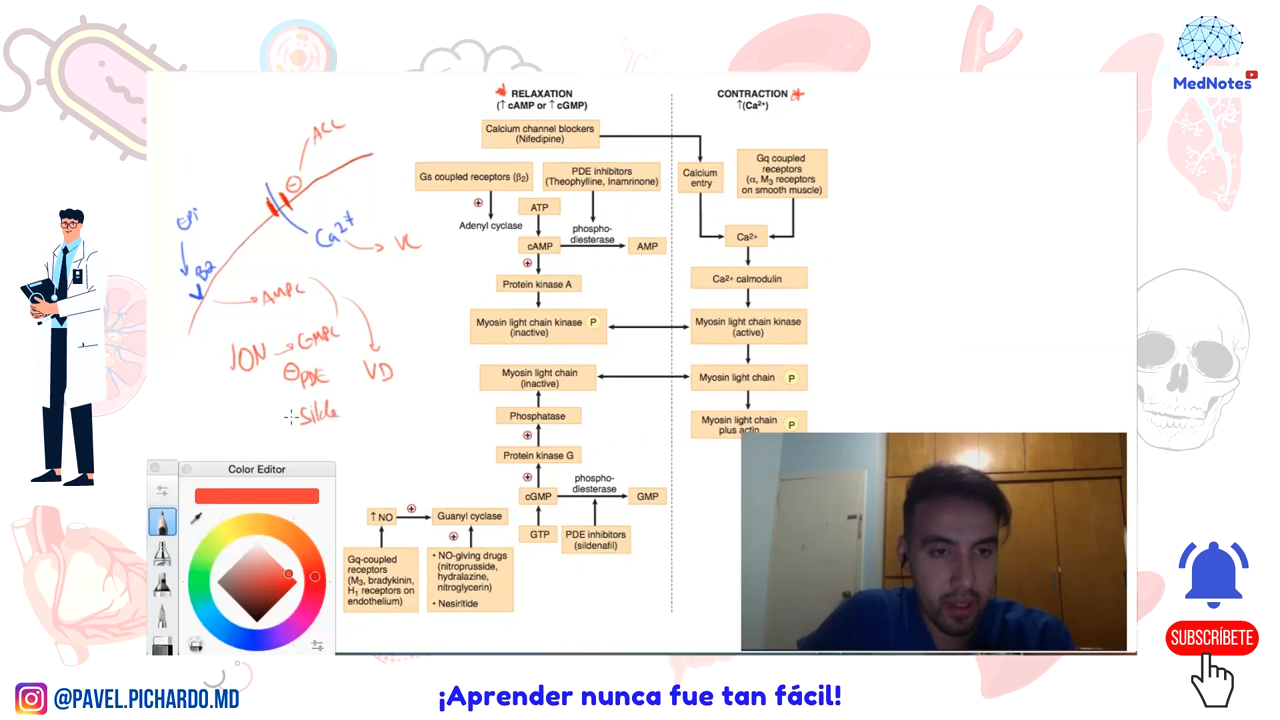 MedNotes
RELAXATION
(↑ cAMP or ↑ cGMP)
CONTRACTION
↑(Ca²⁺)
Calcium channel blockers
(Nifedipine)
Gs coupled receptors (β₂)
PDE inhibitors
(Theophylline, Inamrinone)
Calcium
entry
Gq coupled
receptors
(α, M₃ receptors
on smooth muscle)
ATP
Adenyl cyclase
phospho-
diesterase
cAMP
AMP
Ca²⁺
Protein kinase A
Ca²⁺ calmodulin
Myosin light chain kinase P
(inactive)
Myosin light chain kinase
(active)
Myosin light chain
(inactive)
Myosin light chain P
Phosphatase
Myosin light chain P
plus actin
Protein kinase G
phospho-
diesterase
cGMP
GMP
↑ NO
Guanyl cyclase
GTP
PDE inhibitors
(sildenafil)
Gq-coupled
receptors
(M₃, bradykinin,
H₁ receptors on
endothelium)
• NO-giving drugs
(nitroprusside,
hydralazine,
nitroglycerin)
• Nesiritide
ACC
Epi
Ca2+
VC
B2
AMPc
ON
GMPc
PDE
VD
Silde
Color Editor
SUBSCRÍBETE
@PAVEL.PICHARDO.MD
¡Aprender nunca fue tan fácil!